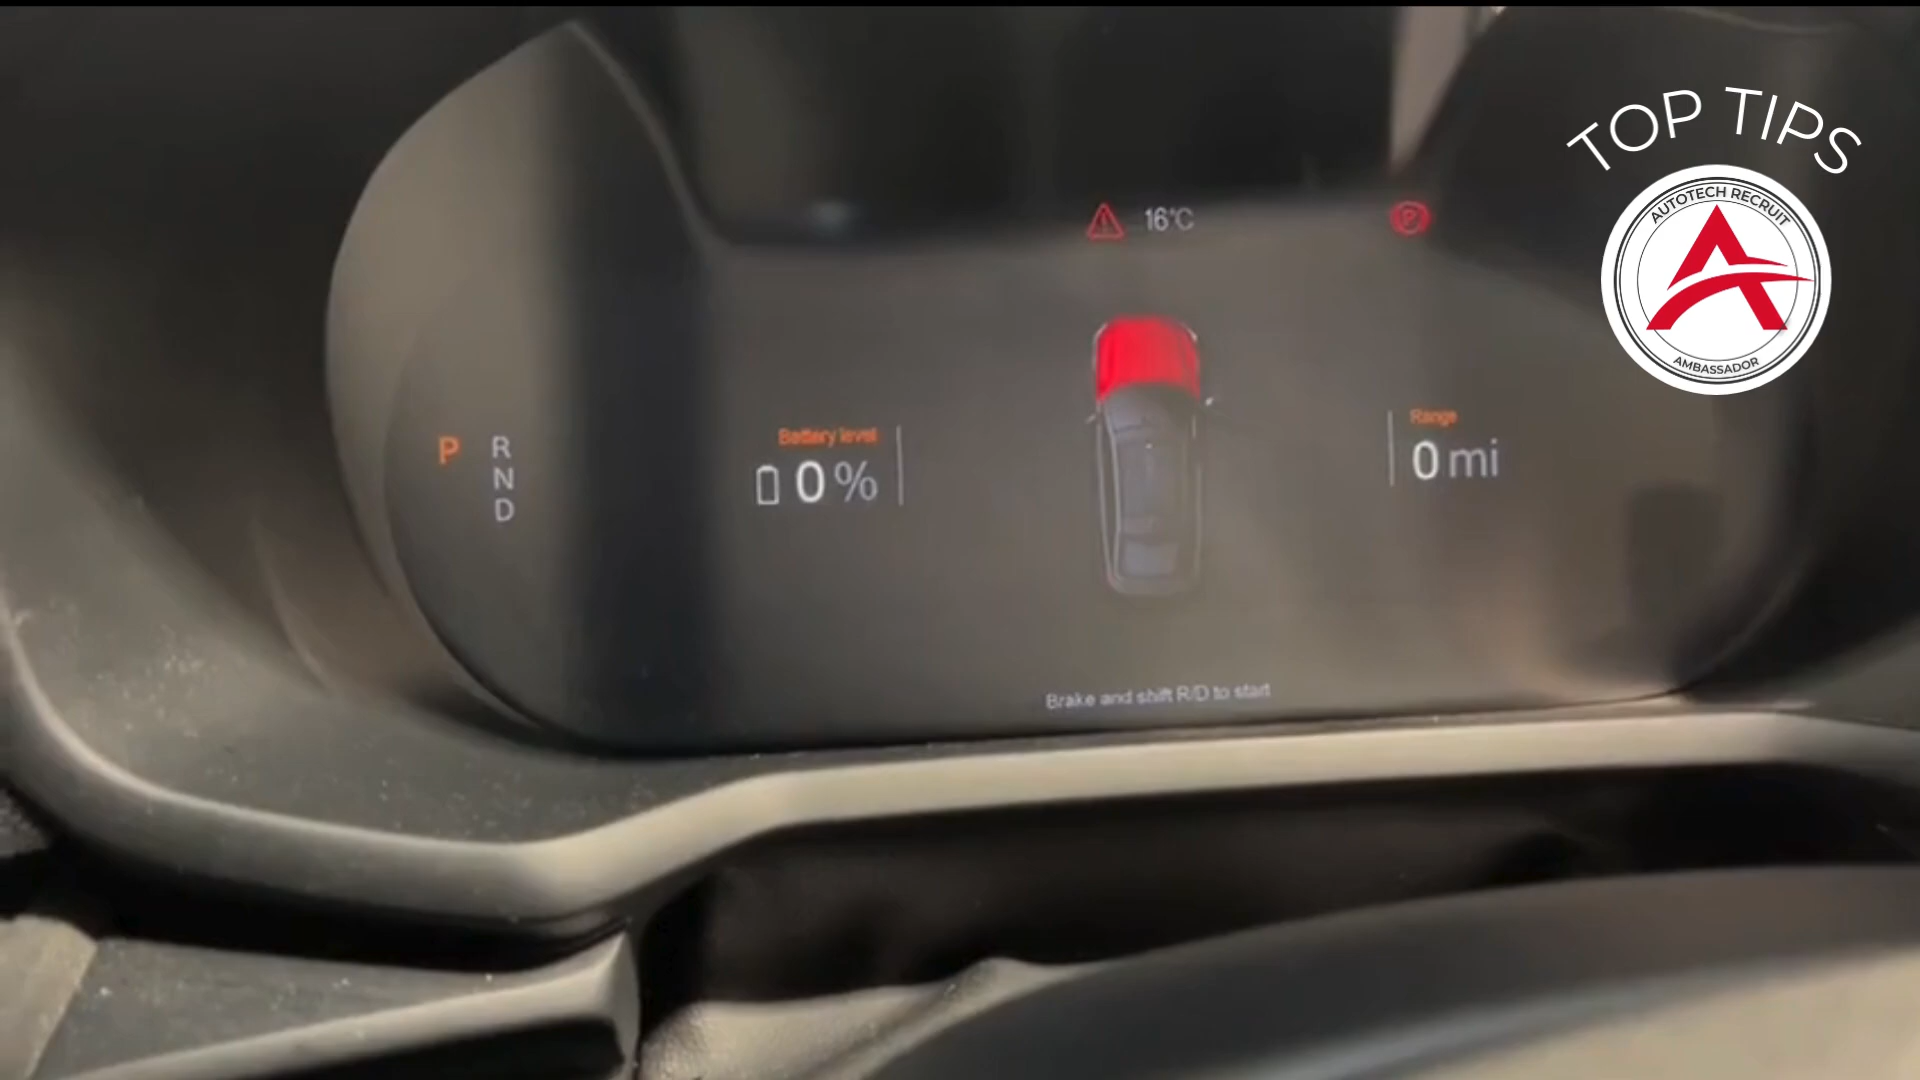 TOP TIPS
AUTOTECH RECRUIT
AMBASSADOR
16°C
P
P R
N
D
Battery level
0%
Range
0 mi
Brake and shift R/D to start